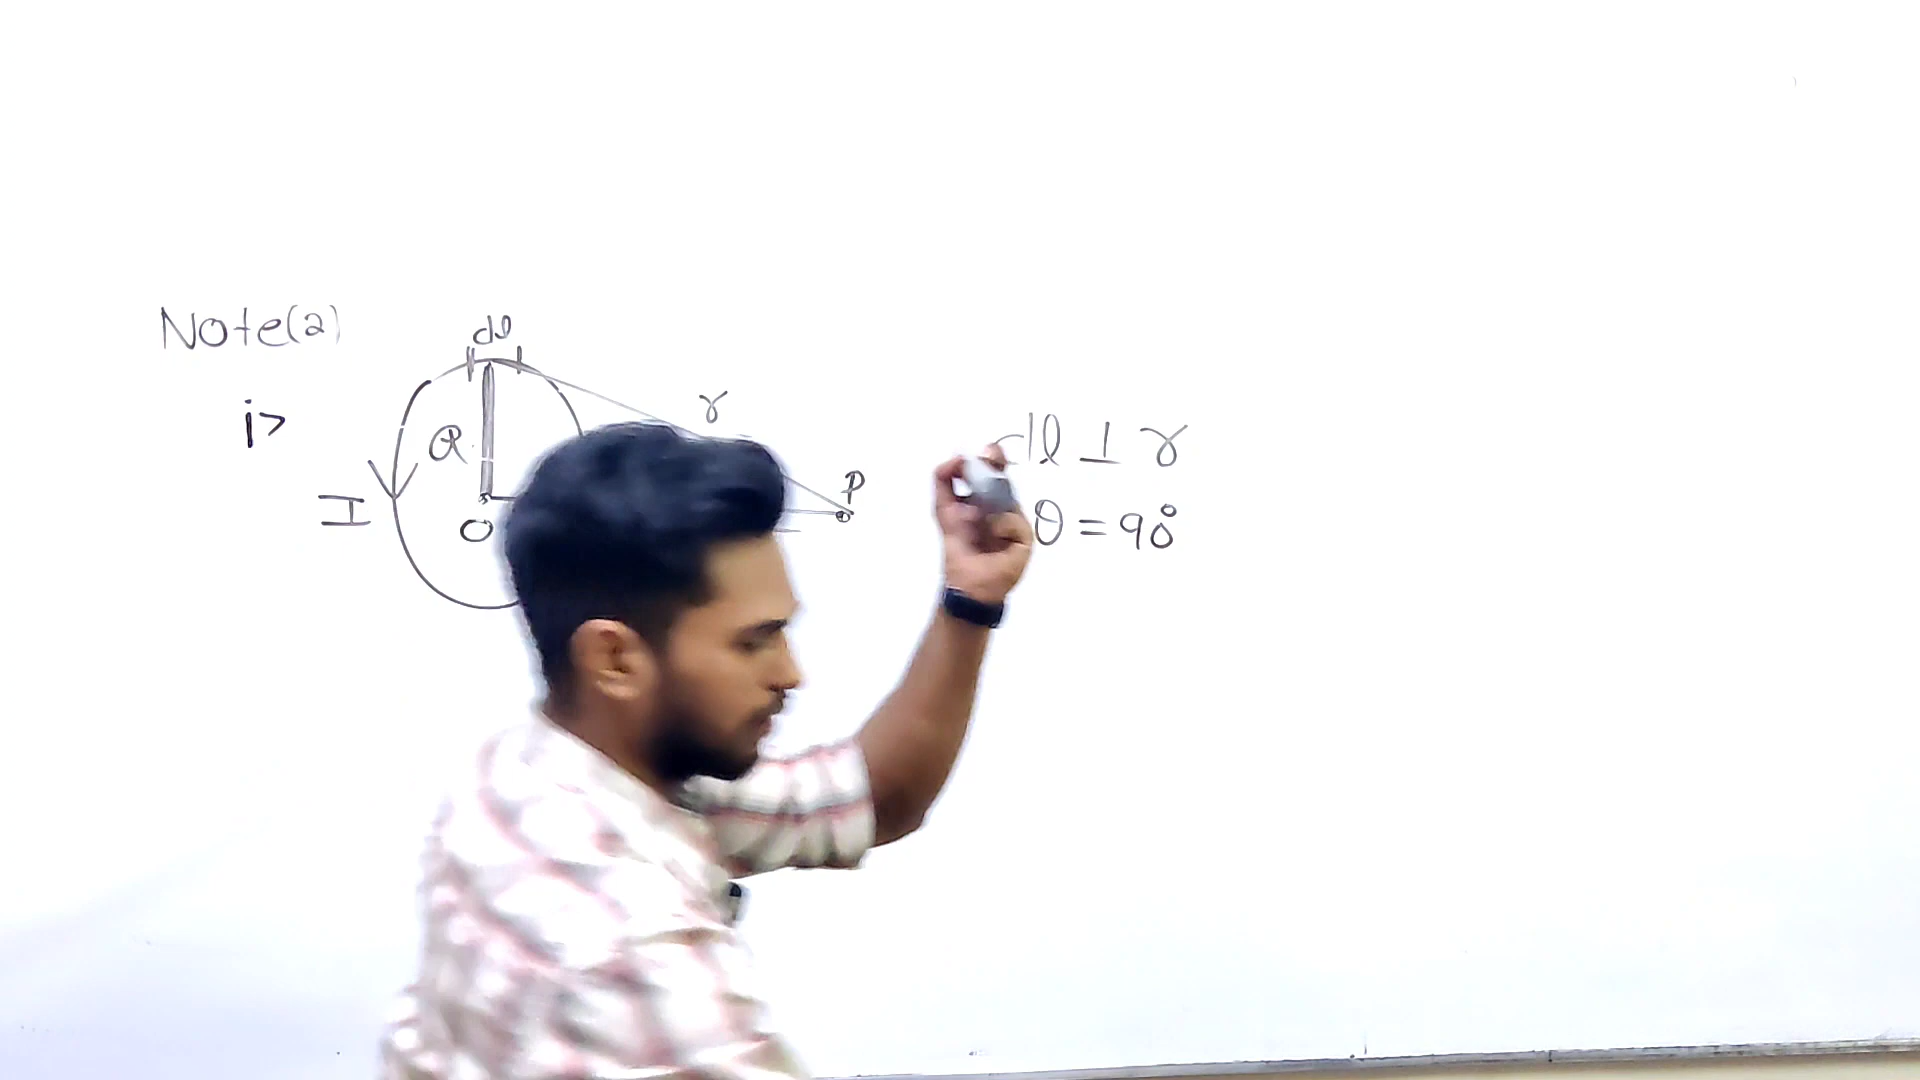 Note(2)
i>
dl
r
R
I
O
P
dl ⊥ r
θ = 90°